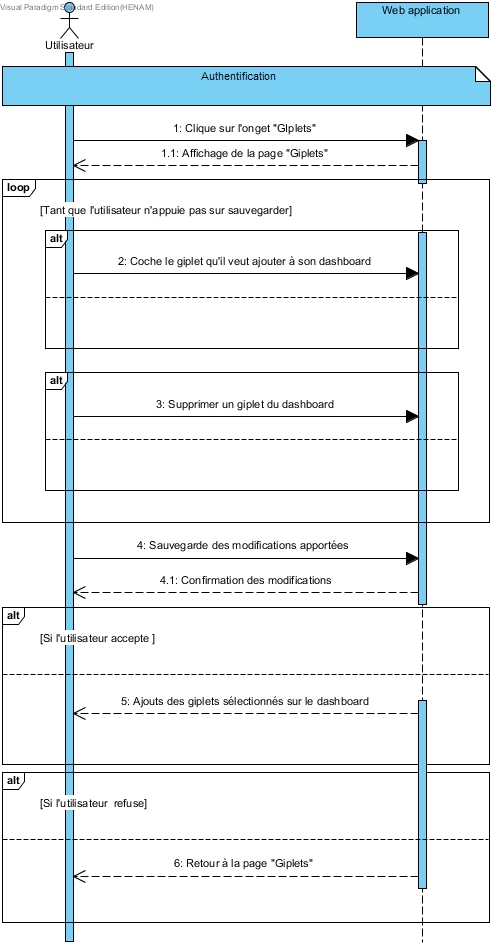 Visual Paradigm Standard Edition(HENAM)
Utilisateur
Web application
Authentification
1: Clique sur l'onget "GIplets"
1.1: Affichage de la page "Giplets"
loop
[Tant que l'utilisateur n'appuie pas sur sauvegarder]
alt
2: Coche le giplet qu'il veut ajouter à son dashboard
alt
3: Supprimer un giplet du dashboard
4: Sauvegarde des modifications apportées
4.1: Confirmation des modifications
alt
[Si l'utilisateur accepte ]
5: Ajouts des giplets sélectionnés sur le dashboard
alt
[Si l'utilisateur  refuse]
6: Retour à la page "Giplets"